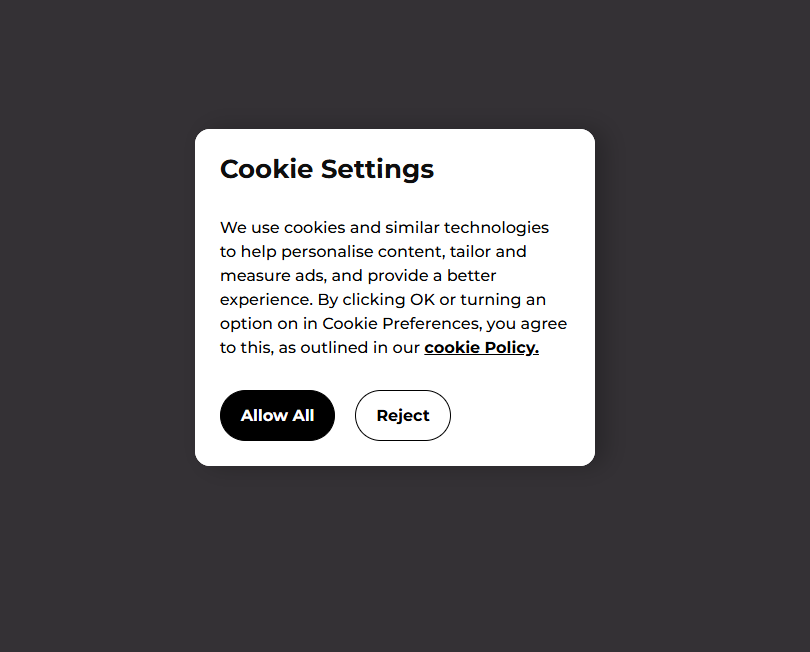 Cookie Settings
We use cookies and similar technologies
to help personalise content, tailor and
measure ads, and provide a better
experience. By clicking OK or turning an
option on in Cookie Preferences, you agree
to this, as outlined in our cookie Policy.
Allow All
Reject